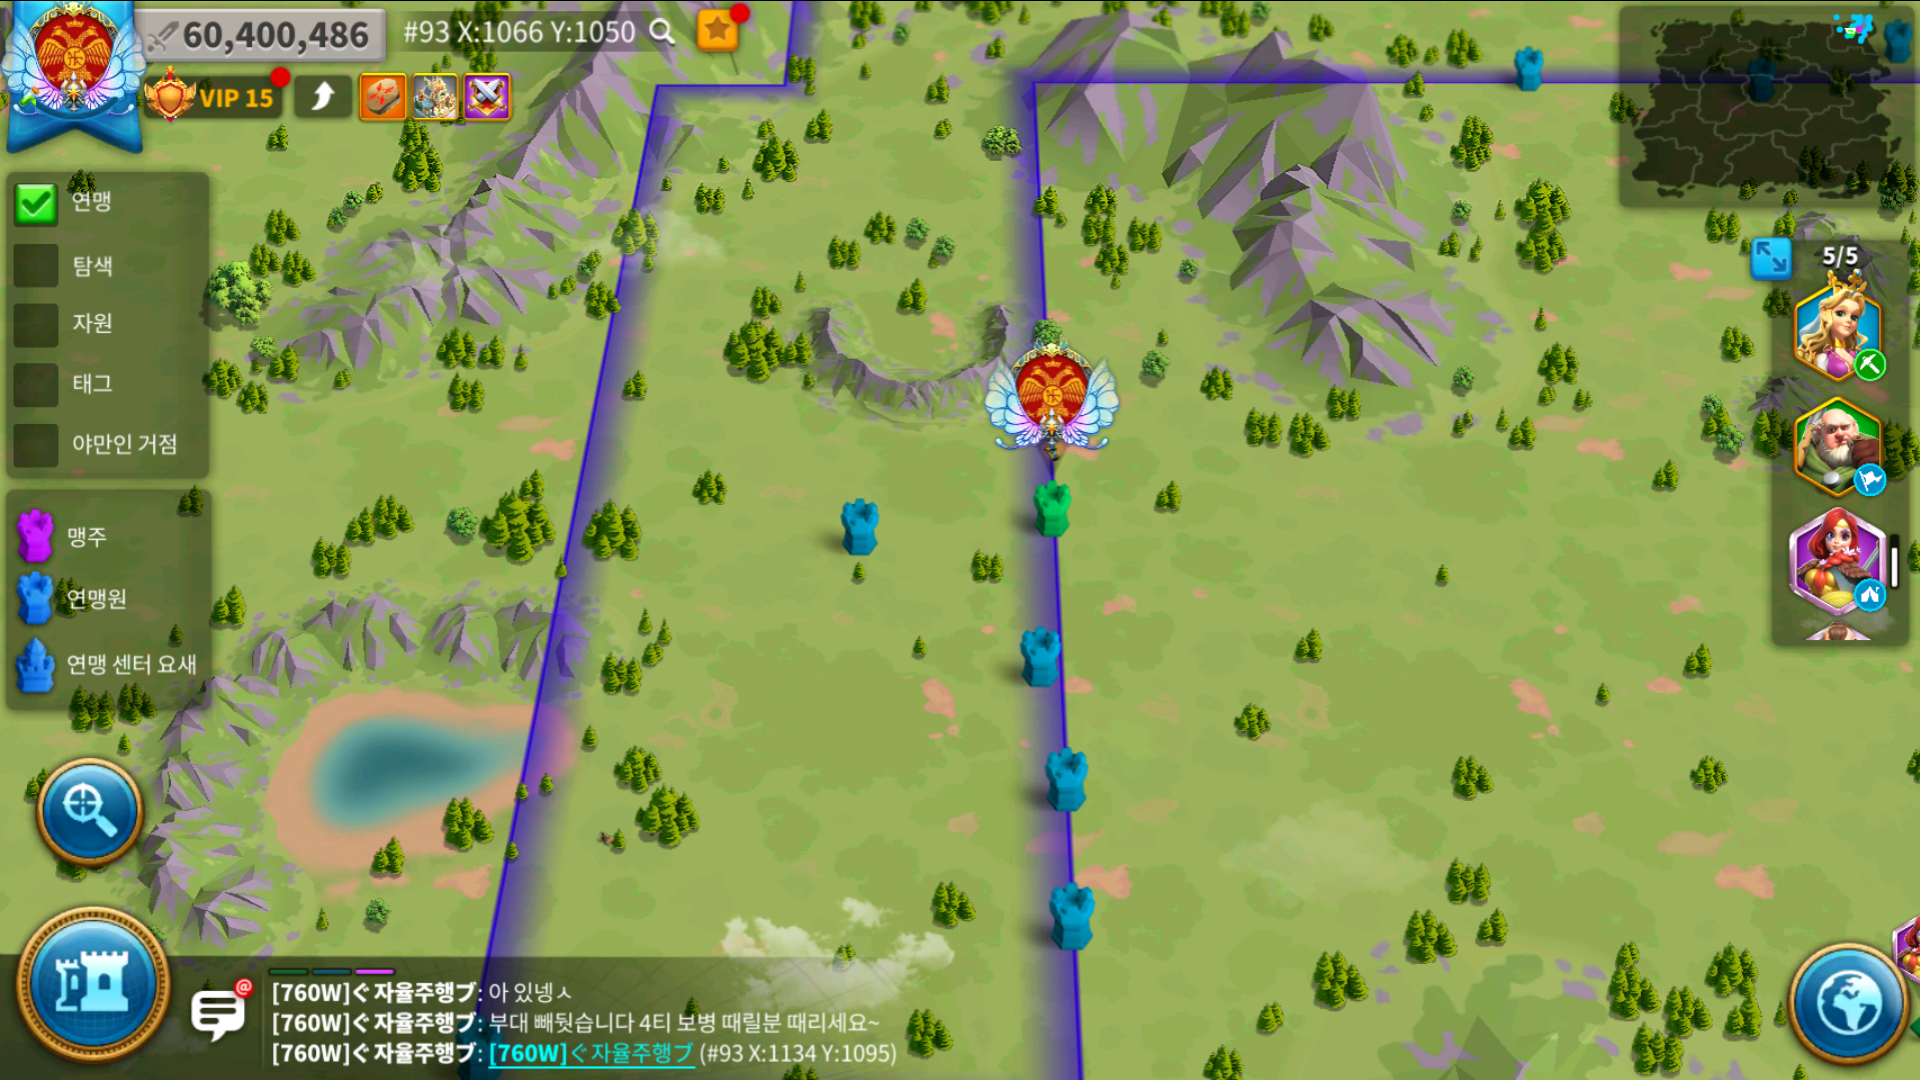 60,400,486
#93 X:1066 Y:1050
VIP 15
연맹
탐색
자원
태그
야만인 거점
맹주
연맹원
연맹 센터 요새
5/5
[760W]ぐ자율주행ブ: 아 있넹ㅅ
[760W]ぐ자율주행ブ: 부대 빼뒀습니다 4티 보병 때릴분 때리세요~
[760W]ぐ자율주행ブ: [760W]ぐ자율주행ブ (#93 X:1134 Y:1095)